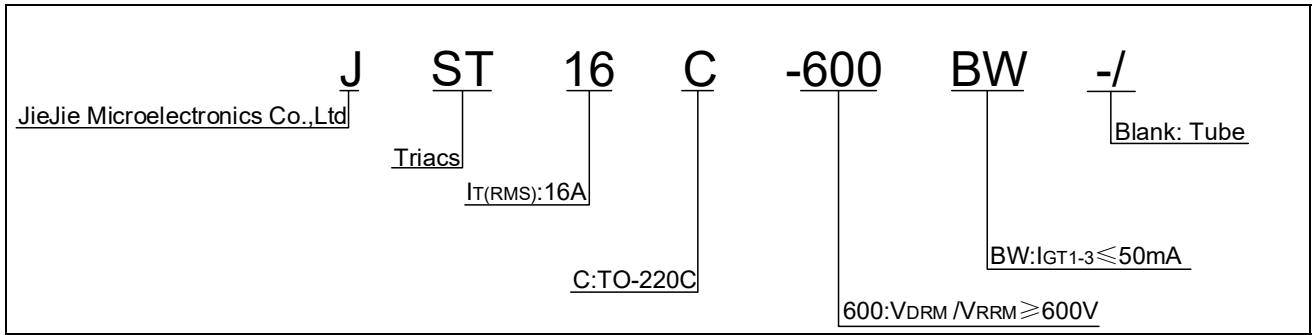 J ST 16 C -600 BW -/
JieJie Microelectronics Co.,Ltd
Blank: Tube
Triacs
IT(RMS):16A
BW:IGT1-3≤50mA
C:TO-220C
600:VDRM /VRRM≥600V